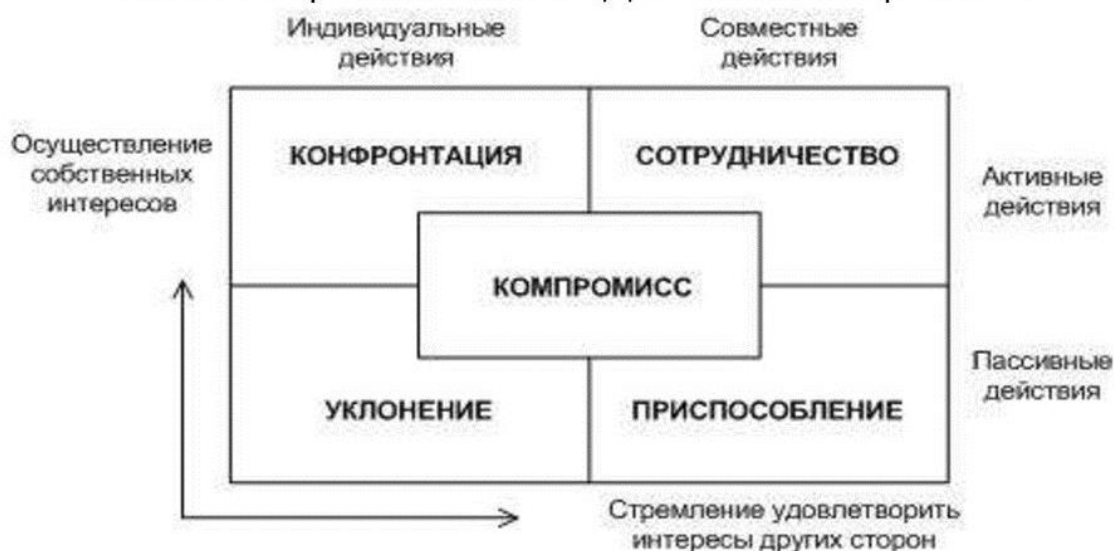 Индивидуальные
действия
Совместные
действия
Осуществление
собственных
интересов
КОНФРОНТАЦИЯ
СОТРУДНИЧЕСТВО
Активные
действия
КОМПРОМИСС
Пассивные
действия
УКЛОНЕНИЕ
ПРИСПОСОБЛЕНИЕ
Стремление удовлетворить
интересы других сторон